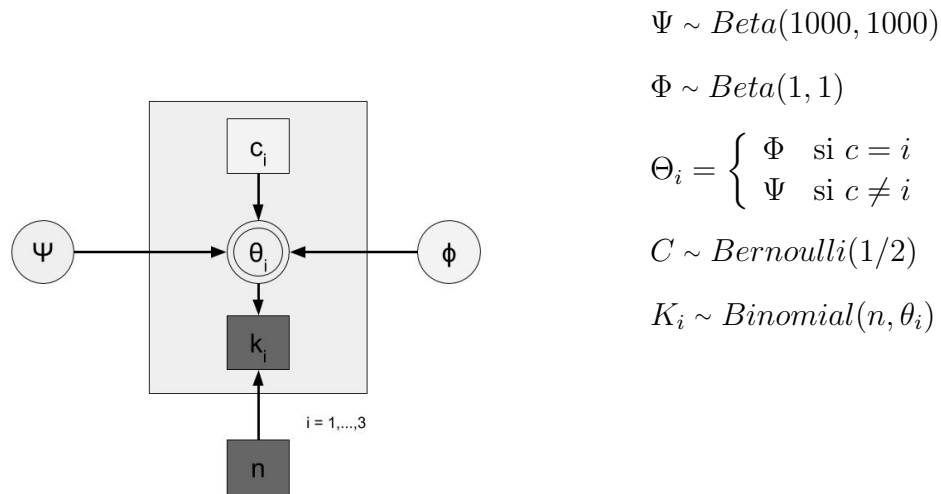 Ψ ~ Beta(1000, 1000)
Φ ~ Beta(1, 1)
Θ_i = { Φ si c = i
Ψ si c ≠ i
C ~ Bernoulli(1/2)
K_i ~ Binomial(n, θ_i)
c_i
Ψ
θ_i
ϕ
k_i
i = 1,...,3
n